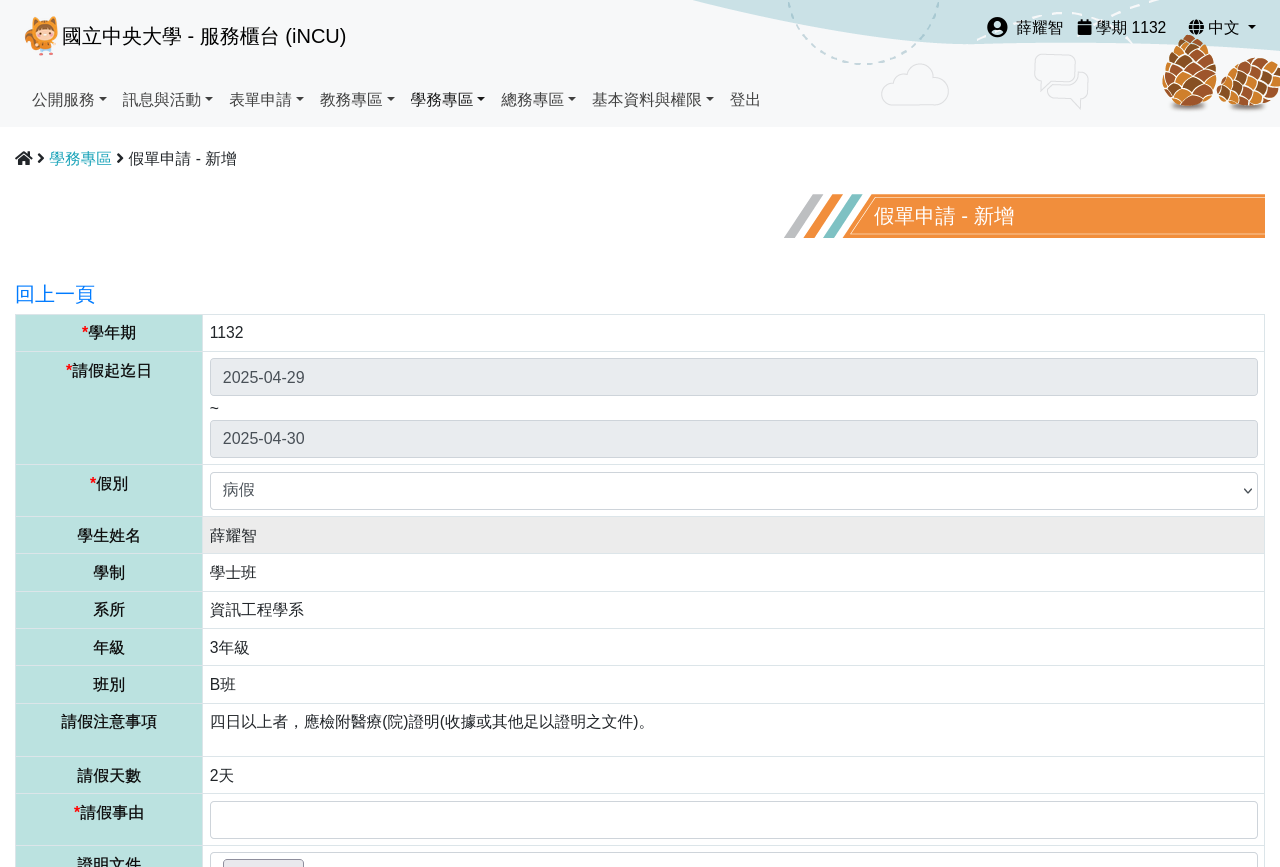 國立中央大學 - 服務櫃台 (iNCU)
薛耀智 學期 1132 中文
公開服務 訊息與活動 表單申請 教務專區 學務專區 總務專區 基本資料與權限 登出
學務專區 假單申請 - 新增
假單申請 - 新增
回上一頁
*學年期 1132
*請假起迄日 2025-04-29
~
2025-04-30
*假別 病假
學生姓名 薛耀智
學制 學士班
系所 資訊工程學系
年級 3年級
班別 B班
請假注意事項 四日以上者，應檢附醫療(院)證明(收據或其他足以證明之文件)。
請假天數 2天
*請假事由
證明文件